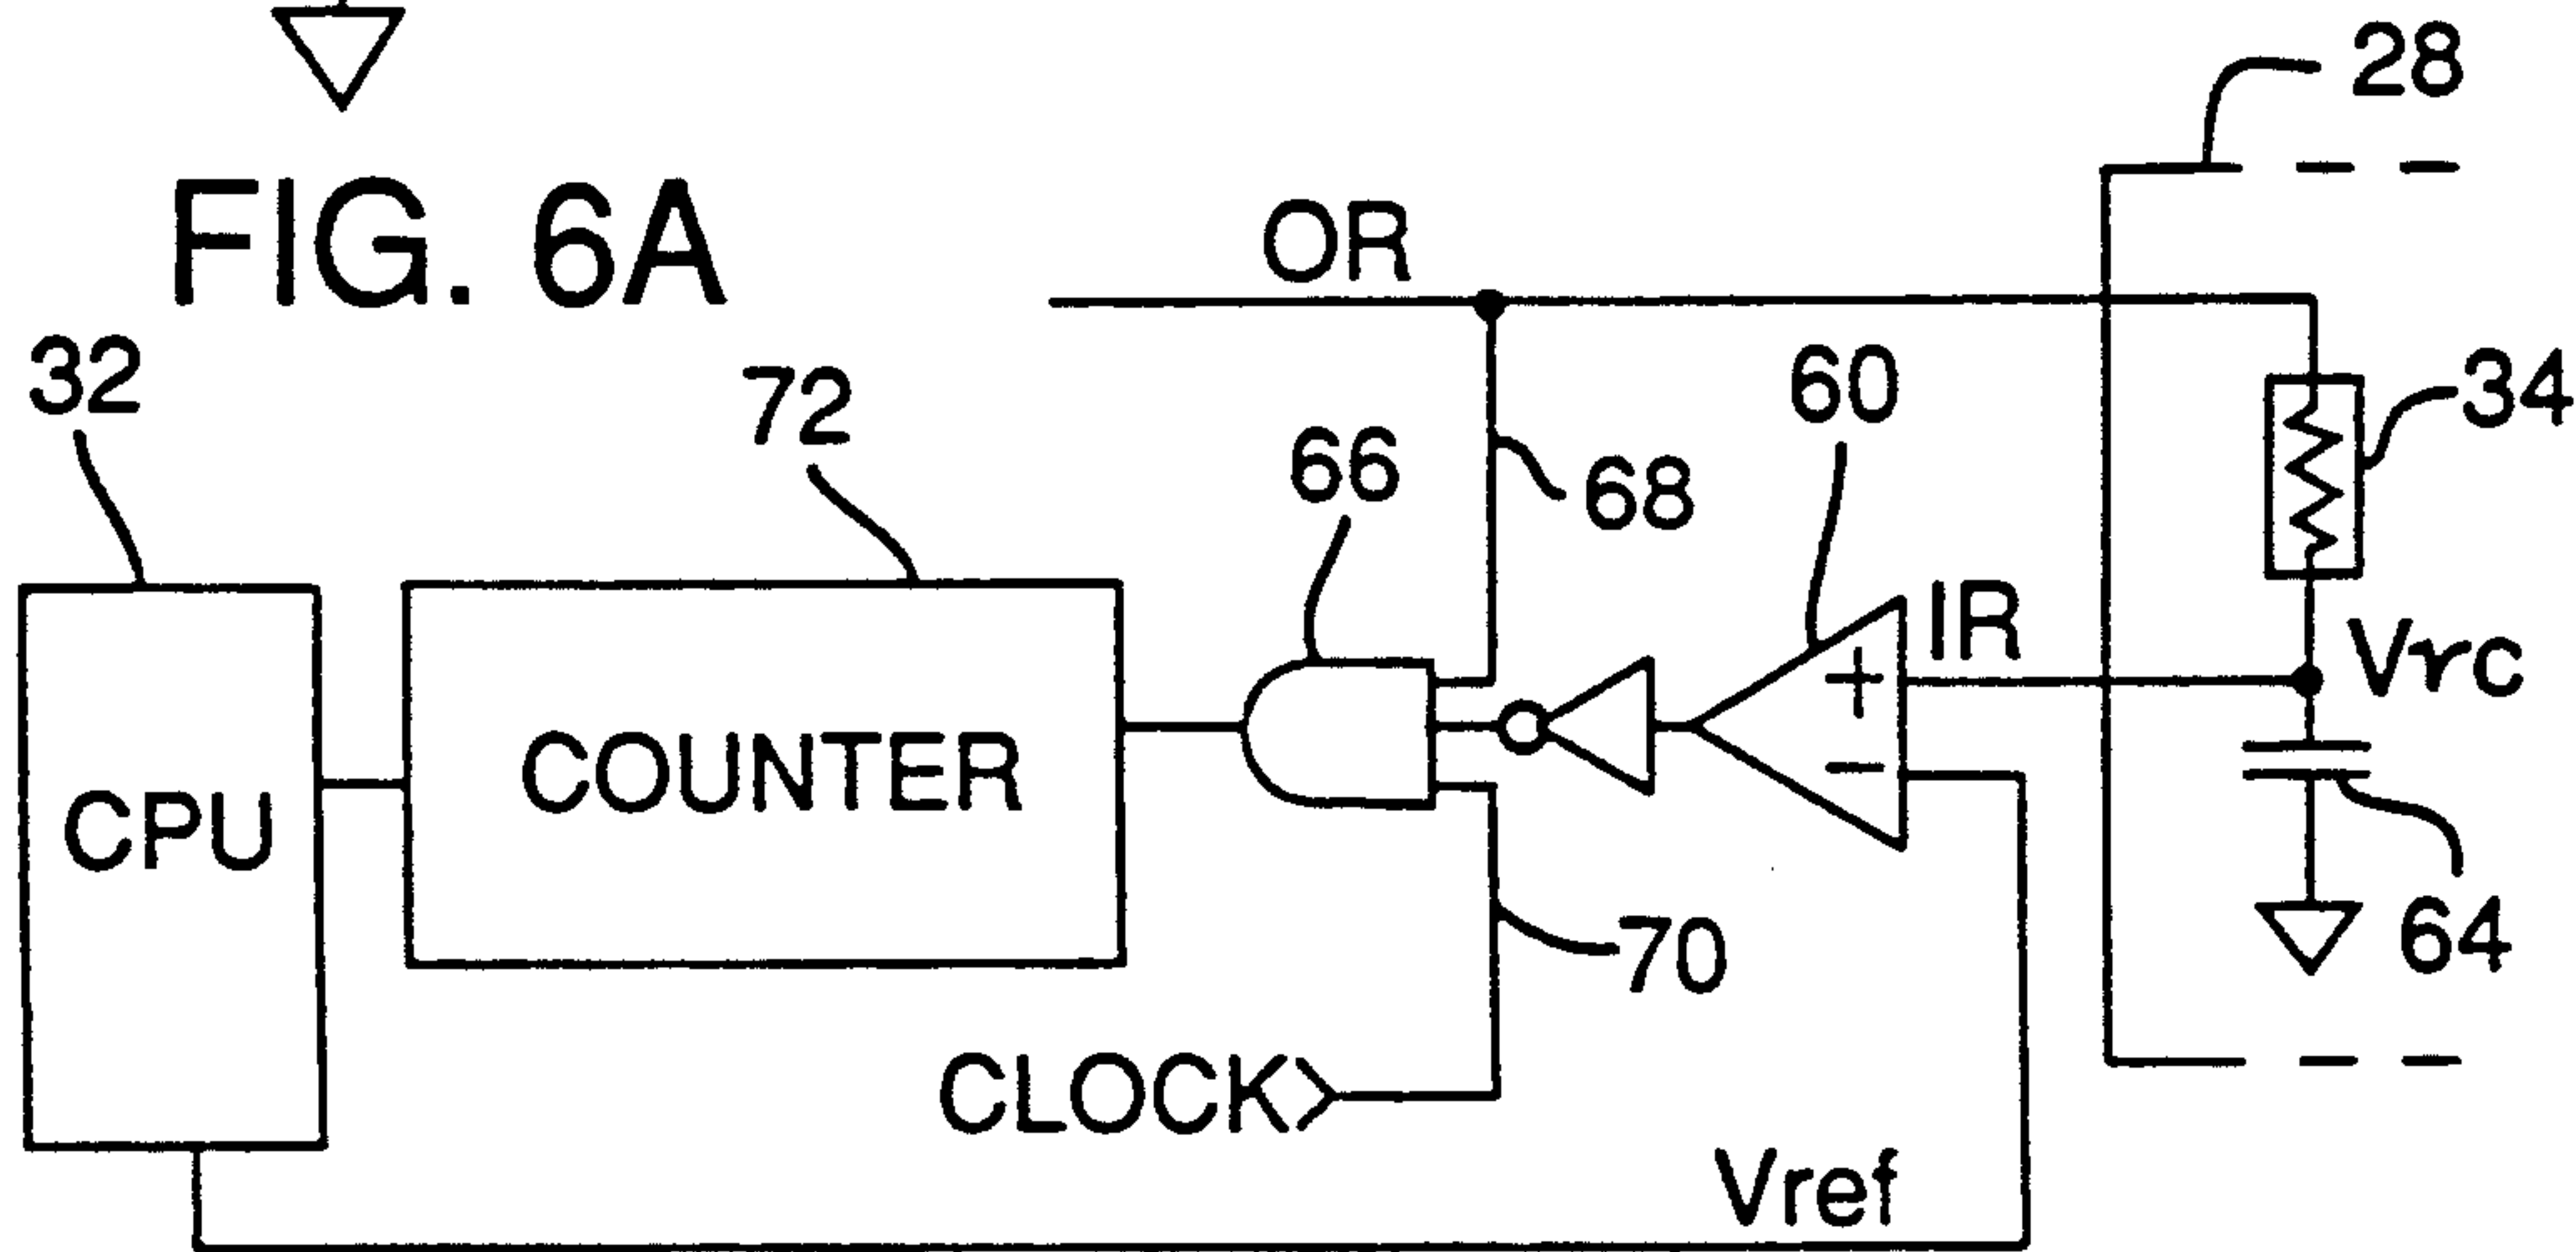 28
FIG. 6A
OR
32
72
66
68
60
34
IR
Vrc
+
−
CPU
COUNTER
70
64
CLOCK
Vref